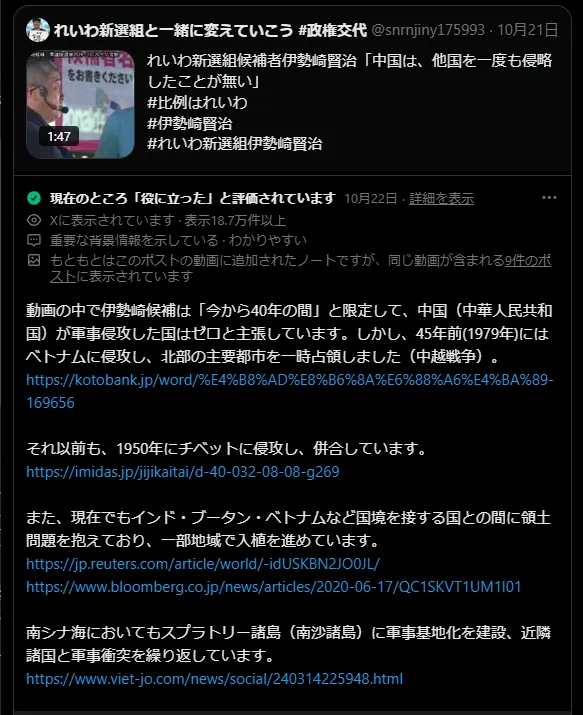 れいわ新選組と一緒に変えていこう #政権交代 @snrnjiny175993・10月21日
をお書きください
1:47
れいわ新選組候補者伊勢崎賢治「中国は、他国を一度も侵略
したことが無い」
#比例はれいわ
#伊勢崎賢治
#れいわ新選組伊勢崎賢治
現在のところ「役に立った」と評価されています 10月22日・詳細を表示
Xに表示されています・表示18.7万件以上
重要な背景情報を示している・わかりやすい
もともとはこのポストの動画に追加されたノートですが、同じ動画が含まれる9件のポ
ストに表示されています
動画の中で伊勢崎候補は「今から40年の間」と限定して、中国（中華人民共和
国）が軍事侵攻した国はゼロと主張しています。しかし、45年前(1979年)には
ベトナムに侵攻し、北部の主要都市を一時占領しました（中越戦争）。
https://kotobank.jp/word/%E4%B8%AD%E8%B6%8A%E6%88%A6%E4%BA%89-
169656
それ以前も、1950年にチベットに侵攻し、併合しています。
https://imidas.jp/jijikaitai/d-40-032-08-08-g269
また、現在でもインド・ブータン・ベトナムなど国境を接する国との間に領土
問題を抱えており、一部地域で入植を進めています。
https://jp.reuters.com/article/world/-idUSKBN2JO0JL/
https://www.bloomberg.co.jp/news/articles/2020-06-17/QC1SKVT1UM1I01
南シナ海においてもスプラトリー諸島（南沙諸島）に軍事基地化を建設、近隣
諸国と軍事衝突を繰り返しています。
https://www.viet-jo.com/news/social/240314225948.html